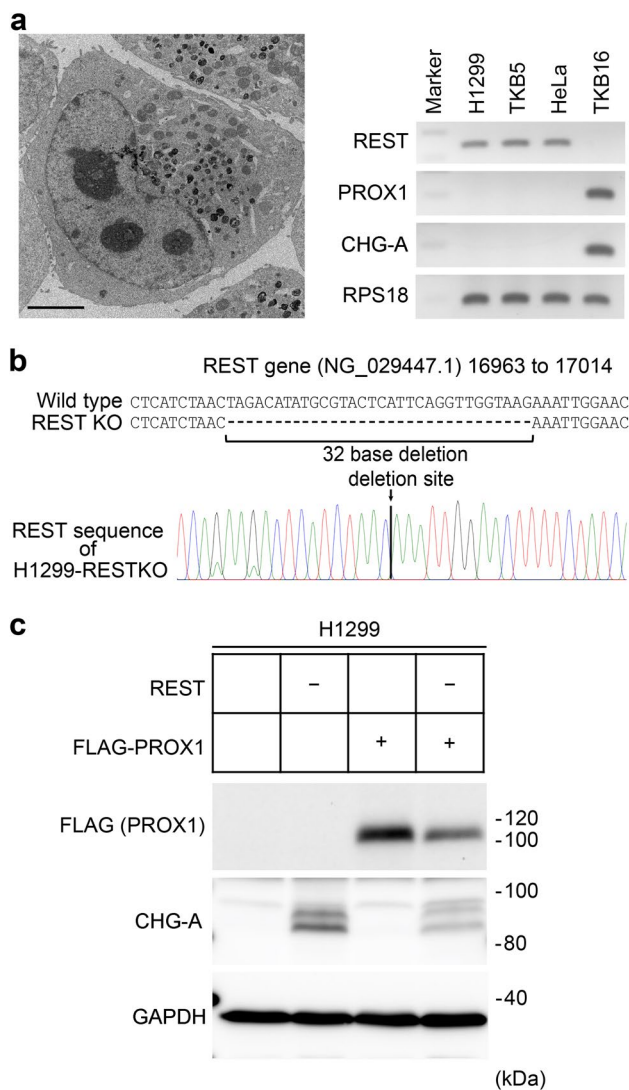 a
Marker
H1299
TKB5
HeLa
TKB16
REST
PROX1
CHG-A
RPS18
b
REST gene (NG_029447.1) 16963 to 17014
Wild type CTCATCTAACTAGACATATGCGTACTCATTCAGGTTGGTAAGAAATTGGAAC
REST KO CTCATCTAAC--------------------------------AAATTGGAAC
32 base deletion
deletion site
REST sequence
of
H1299-RESTKO
c
H1299
REST − −
FLAG-PROX1 + +
FLAG (PROX1)
-120
-100
CHG-A
-100
-80
GAPDH
-40
(kDa)